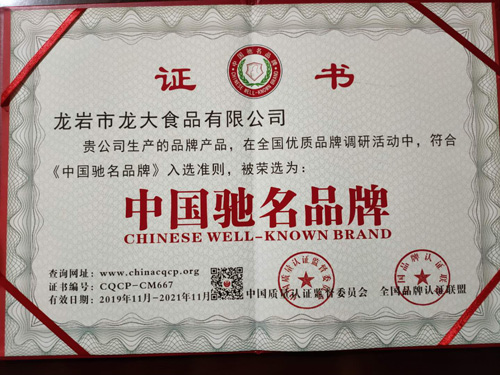 中国驰名品牌
CHINESE WELL-KNOWN BRAND
证 书
龙岩市龙大食品有限公司
贵公司生产的品牌产品，在全国优质品牌调研活动中，符合
《中国驰名品牌》入选准则，被荣选为：
中国驰名品牌
CHINESE WELL-KNOWN BRAND
查询网址：www.chinacqcp.org
证书编号：CQCP-CM667
有效日期：2019年11月-2021年11月
中国质量认证监督委员会 全国品牌认证联盟